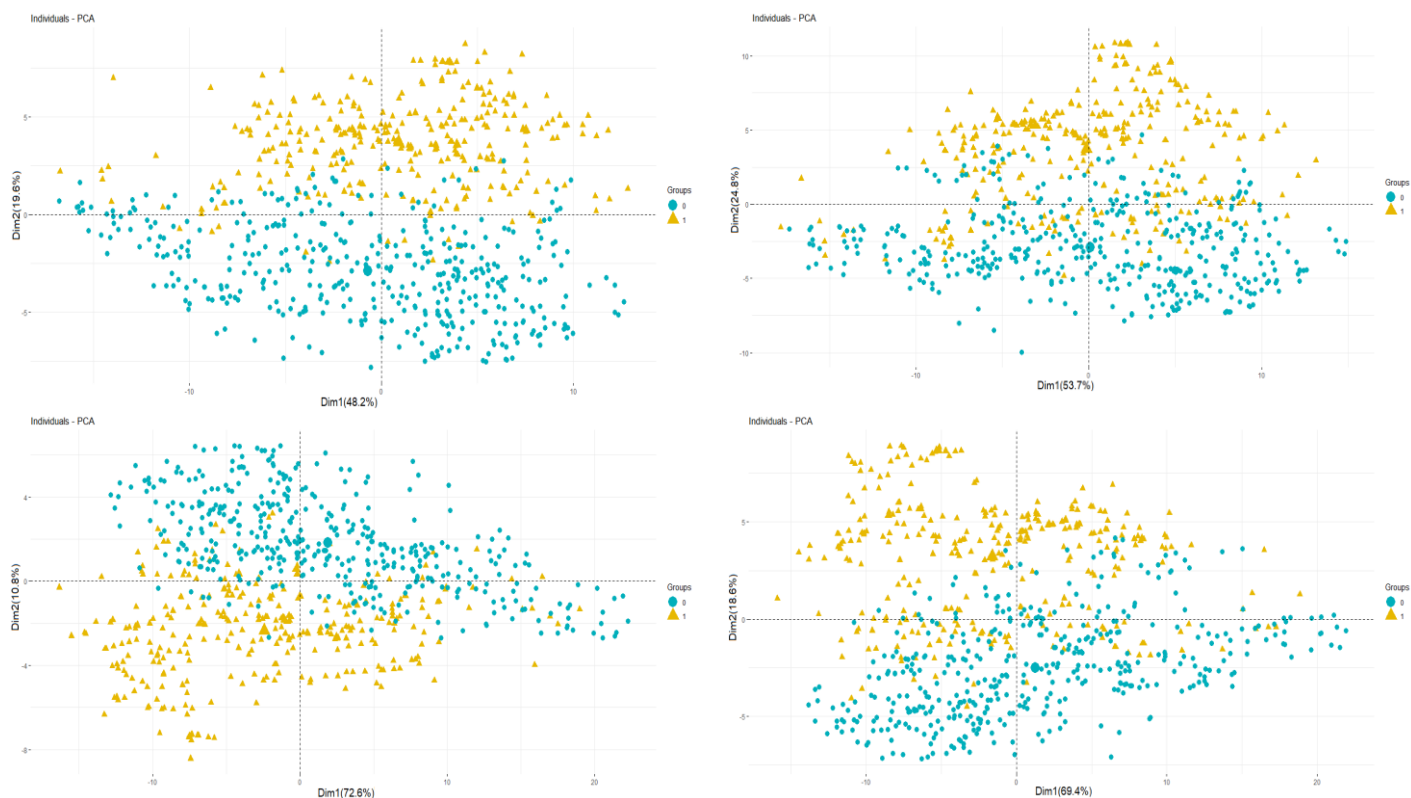 Individuals - PCA
5-
0-
-5-
Dim2(19.6%)
-10
0
10
Dim1(48.2%)
Groups
0
1
Individuals - PCA
10-
5-
0-
-5-
-10-
Dim2(24.8%)
-10
0
10
Dim1(53.7%)
Groups
0
1
Individuals - PCA
4-
0-
-4-
-8-
Dim2(10.8%)
-10
0
10
20
Dim1(72.6%)
Groups
0
1
Individuals - PCA
5-
0-
-5-
Dim2(18.6%)
-10
0
10
20
Dim1(69.4%)
Groups
0
1